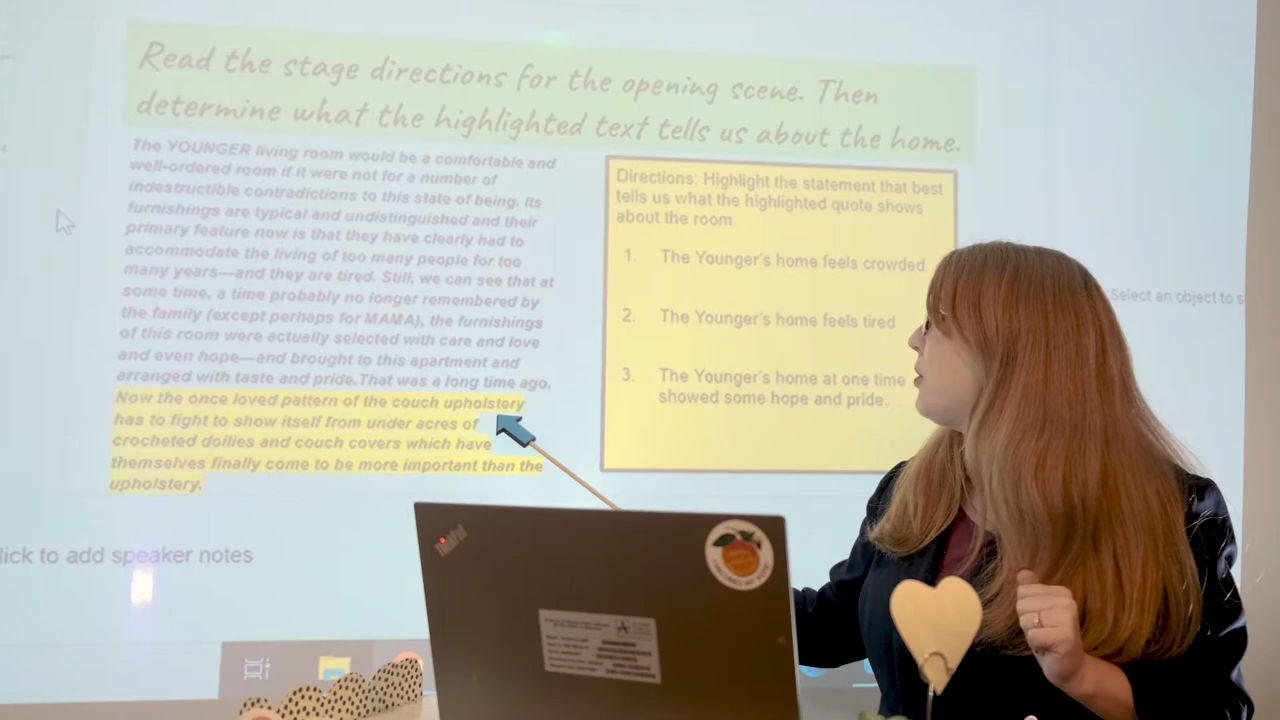 Read the stage directions for the opening scene. Then
determine what the highlighted text tells us about the home.
The YOUNGER living room would be a comfortable and
well-ordered room if it were not for a number of
indestructible contradictions to this state of being. Its
furnishings are typical and undistinguished and their
primary feature now is that they have clearly had to
accommodate the living of too many people for too
many years—and they are tired. Still, we can see that at
some time, a time probably no longer remembered by
the family (except perhaps for MAMA), the furnishings
of this room were actually selected with care and love
and even hope—and brought to this apartment and
arranged with taste and pride.That was a long time ago.
Now the once loved pattern of the couch upholstery
has to fight to show itself from under acres of
crocheted doilies and couch covers which have
themselves finally come to be more important than the
upholstery.
Directions: Highlight the statement that best
tells us what the highlighted quote shows
about the room.
1. The Younger's home feels crowded.
2. The Younger's home feels tired
3. The Younger's home at one time
showed some hope and pride.
Select an object to s
lick to add speaker notes
ThinkPad